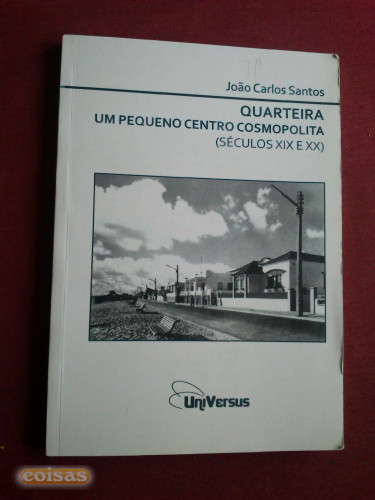 João Carlos Santos
QUARTEIRA
UM PEQUENO CENTRO COSMOPOLITA
(SÉCULOS XIX E XX)
UniVersus
coisas